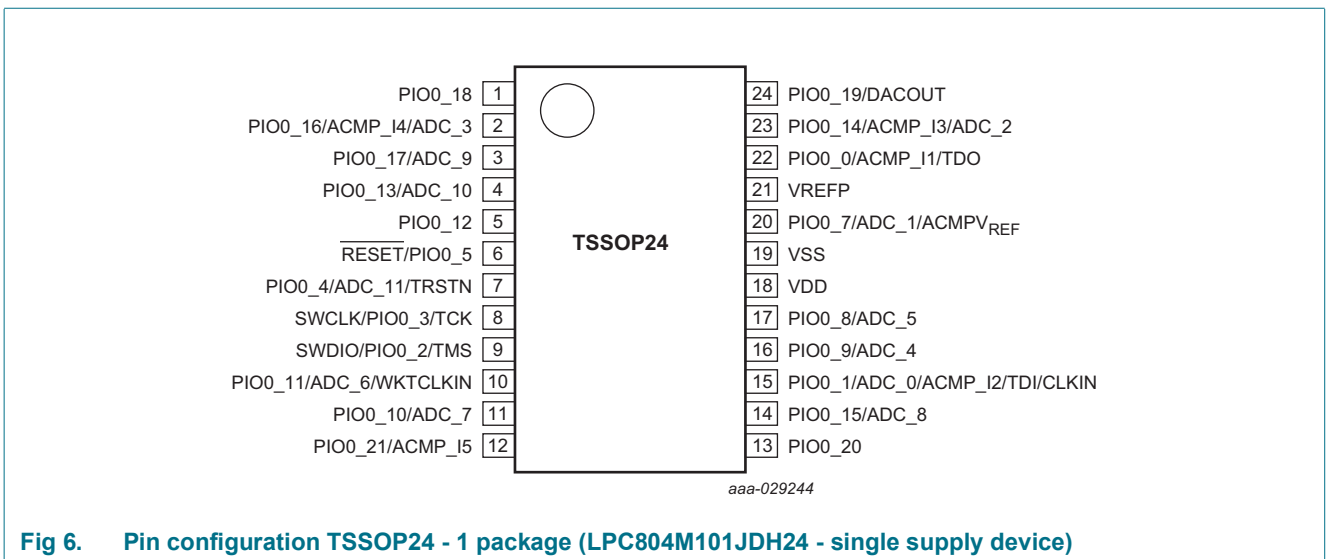 PIO0_18 1
PIO0_16/ACMP_I4/ADC_3 2
PIO0_17/ADC_9 3
PIO0_13/ADC_10 4
PIO0_12 5
RESET/PIO0_5 6
PIO0_4/ADC_11/TRSTN 7
SWCLK/PIO0_3/TCK 8
SWDIO/PIO0_2/TMS 9
PIO0_11/ADC_6/WKTCLKIN 10
PIO0_10/ADC_7 11
PIO0_21/ACMP_I5 12
TSSOP24
24 PIO0_19/DACOUT
23 PIO0_14/ACMP_I3/ADC_2
22 PIO0_0/ACMP_I1/TDO
21 VREFP
20 PIO0_7/ADC_1/ACMPVREF
19 VSS
18 VDD
17 PIO0_8/ADC_5
16 PIO0_9/ADC_4
15 PIO0_1/ADC_0/ACMP_I2/TDI/CLKIN
14 PIO0_15/ADC_8
13 PIO0_20
aaa-029244
Fig 6. Pin configuration TSSOP24 - 1 package (LPC804M101JDH24 - single supply device)